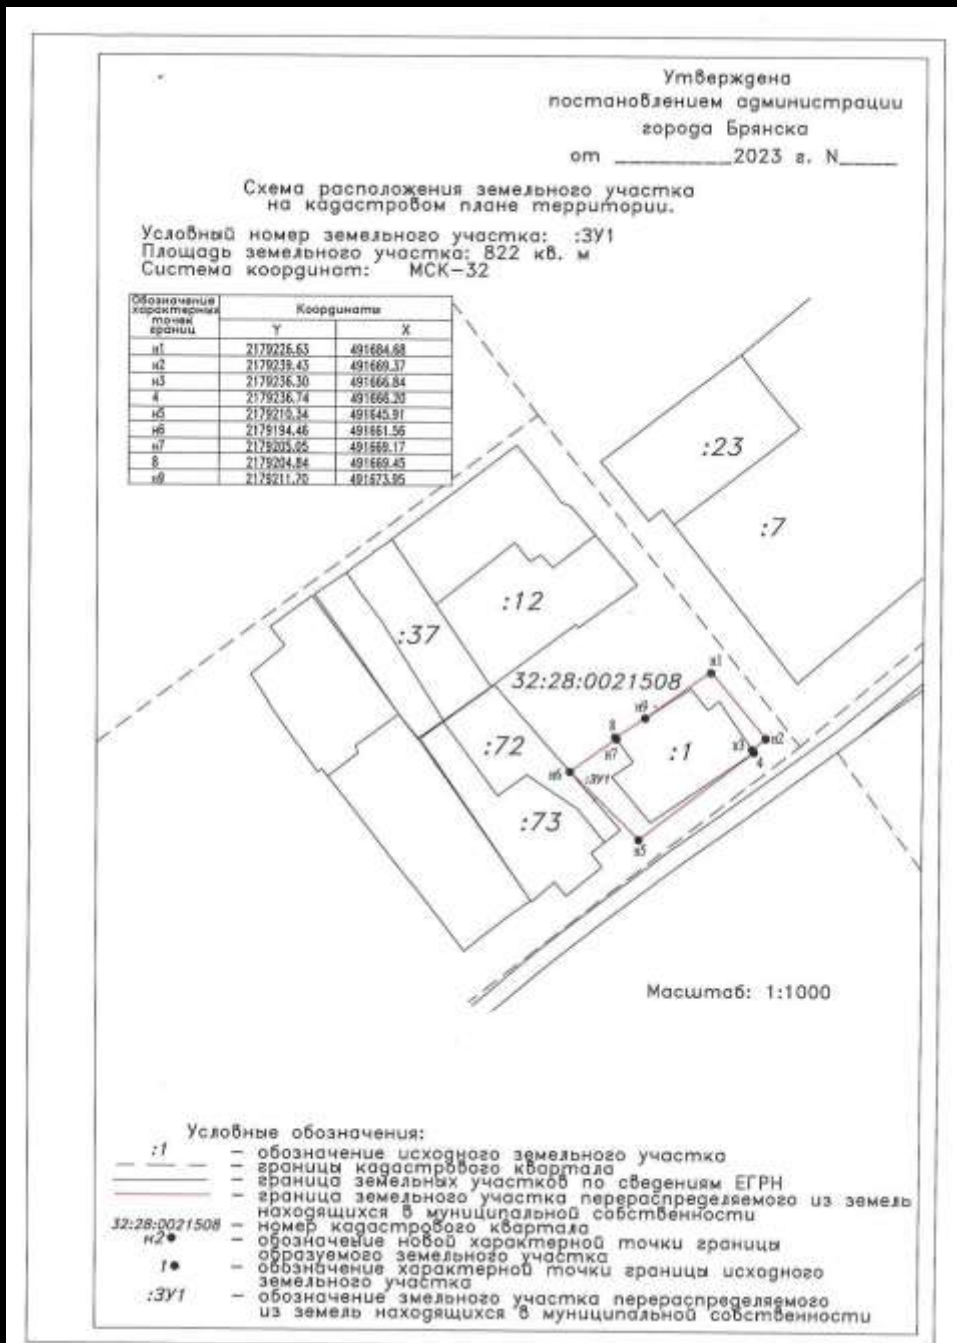 Утверждена
постановлением администрации
города Брянска
от _________2023 г. N_____
Схема расположения земельного участка
на кадастровом плане территории.
Условный номер земельного участка: :ЗУ1
Площадь земельного участка: 822 кв. м
Система координат: МСК-32
Обозначение характерных точек границ
Координаты
Y X
н1 2179226.63 491684.68
н2 2179239.43 491669.37
н3 2179236.30 491666.84
4 2179236.74 491666.20
н5 2179210.34 491645.91
н6 2179194.46 491661.56
н7 2179205.05 491669.17
8 2179204.84 491669.45
н9 2179211.70 491673.95
:23
:7
:12
:37
32:28:0021508
н1
н9
8
н7
н2
н3
4
:72
:1
н6
:ЗУ1
:73
н5
Масштаб: 1:1000
Условные обозначения:
:1 – обозначение исходного земельного участка
– границы кадастрового квартала
– граница земельных участков по сведениям ЕГРН
– граница земельного участка перераспределяемого из земель
находящихся в муниципальной собственности
32:28:0021508 – номер кадастрового квартала
н2 – обозначение новой характерной точки границы
образуемого земельного участка
1 – обозначение характерной точки границы исходного
земельного участка
:ЗУ1 – обозначение змельного участка перераспределяемого
из земель находящихся в муниципальной собственности